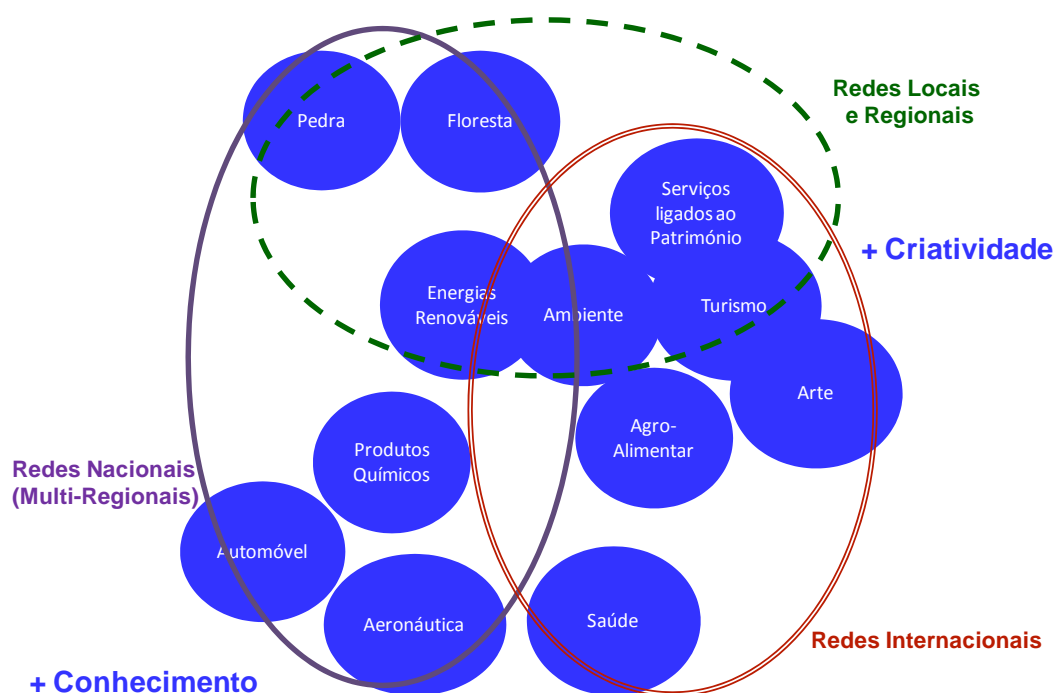 Redes Locais
e Regionais
Pedra
Floresta
Serviços
ligados ao
Património
+ Criatividade
Energias
Renováveis
Ambiente
Turismo
Arte
Agro-
Alimentar
Produtos
Químicos
Redes Nacionais
(Multi-Regionais)
Automóvel
Aeronáutica
Saúde
Redes Internacionais
+ Conhecimento